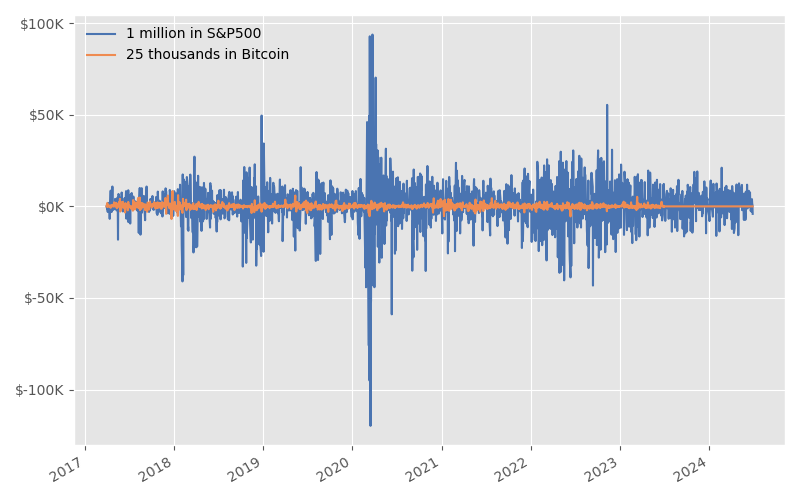 $100K
1 million in S&P500
25 thousands in Bitcoin
$50K
$0K
$-50K
$-100K
2017
2018
2019
2020
2021
2022
2023
2024